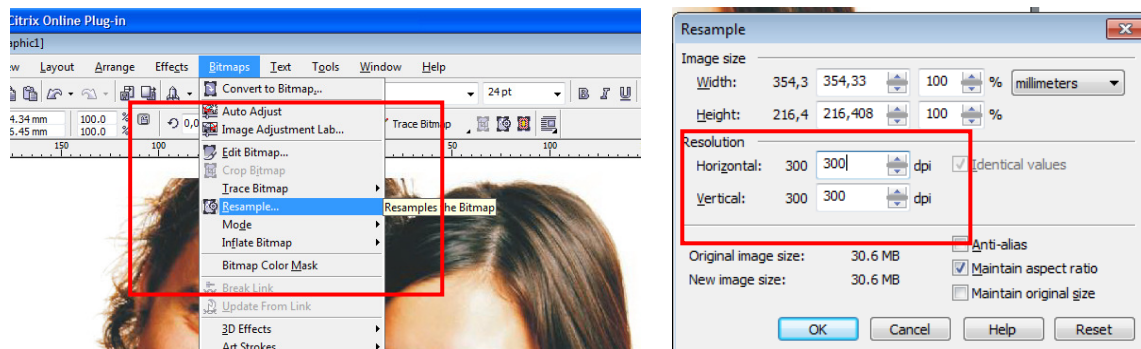 Citrix Online Plug-in
aphic1]
ew Layout Arrange Effects Bitmaps Text Tools Window Help
24 pt B I U
4.34 mm 100.0 % 0,0 Trace Bitmap
6.45 mm 100.0 %
150 100 50 100
Convert to Bitmap...
Auto Adjust
Image Adjustment Lab...
Edit Bitmap...
Crop Bitmap
Trace Bitmap
Resample... Resamples the Bitmap
Mode
Inflate Bitmap
Bitmap Color Mask
Break Link
Update From Link
3D Effects
Art Strokes
Resample
Image size
Width: 354,3 354,33 100 % millimeters
Height: 216,4 216,408 100 %
Resolution
Horizontal: 300 300 dpi Identical values
Vertical: 300 300 dpi
Original image size: 30.6 MB
New image size: 30.6 MB
Anti-alias
Maintain aspect ratio
Maintain original size
OK Cancel Help Reset